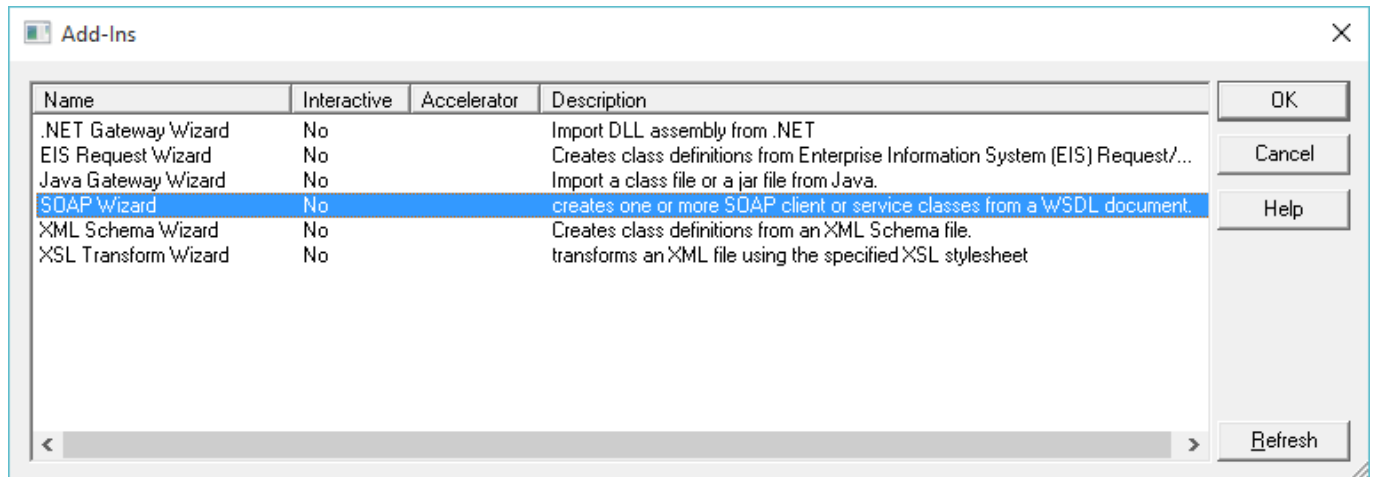 Add-Ins
Name Interactive Accelerator Description
.NET Gateway Wizard No Import DLL assembly from .NET
EIS Request Wizard No Creates class definitions from Enterprise Information System (EIS) Request/...
Java Gateway Wizard No Import a class file or a jar file from Java.
SOAP Wizard No creates one or more SOAP client or service classes from a WSDL document.
XML Schema Wizard No Creates class definitions from an XML Schema file.
XSL Transform Wizard No transforms an XML file using the specified XSL stylesheet
OK
Cancel
Help
Refresh